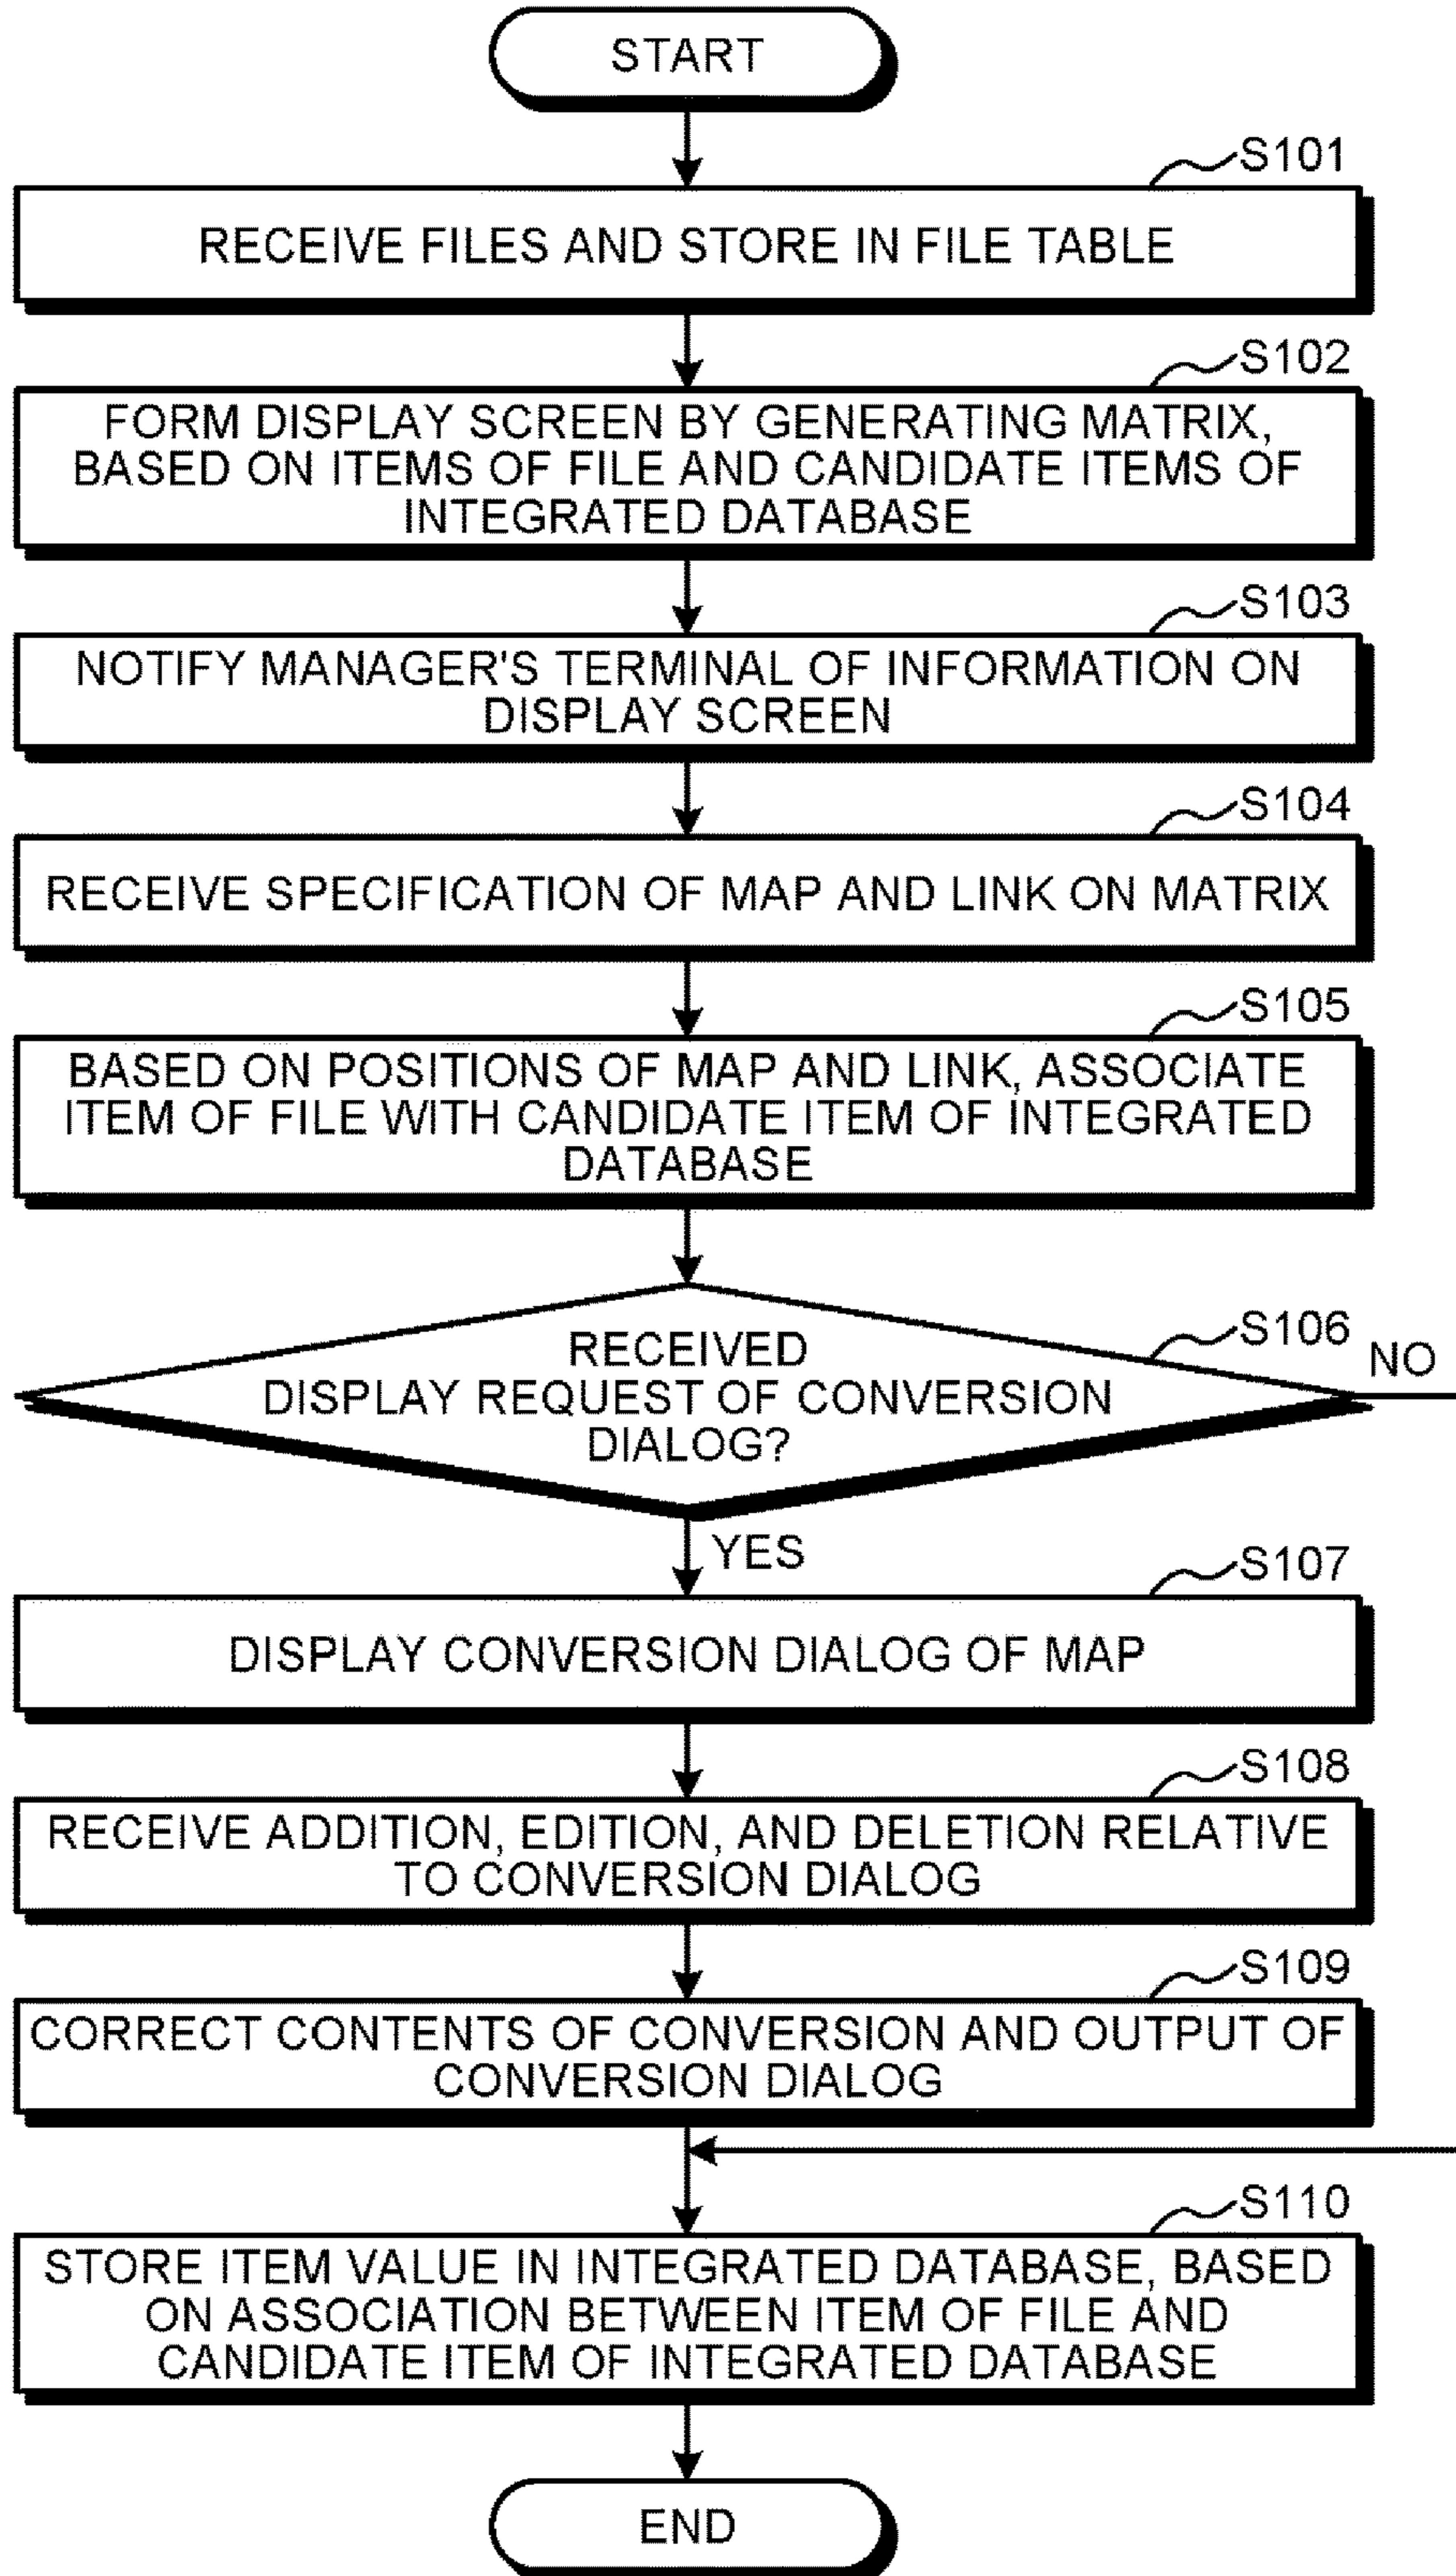 START
S101
RECEIVE FILES AND STORE IN FILE TABLE
S102
FORM DISPLAY SCREEN BY GENERATING MATRIX,
BASED ON ITEMS OF FILE AND CANDIDATE ITEMS OF
INTEGRATED DATABASE
S103
NOTIFY MANAGER'S TERMINAL OF INFORMATION ON
DISPLAY SCREEN
S104
RECEIVE SPECIFICATION OF MAP AND LINK ON MATRIX
S105
BASED ON POSITIONS OF MAP AND LINK, ASSOCIATE
ITEM OF FILE WITH CANDIDATE ITEM OF INTEGRATED
DATABASE
S106
NO
RECEIVED
DISPLAY REQUEST OF CONVERSION
DIALOG?
YES
S107
DISPLAY CONVERSION DIALOG OF MAP
S108
RECEIVE ADDITION, EDITION, AND DELETION RELATIVE
TO CONVERSION DIALOG
S109
CORRECT CONTENTS OF CONVERSION AND OUTPUT OF
CONVERSION DIALOG
S110
STORE ITEM VALUE IN INTEGRATED DATABASE, BASED
ON ASSOCIATION BETWEEN ITEM OF FILE AND
CANDIDATE ITEM OF INTEGRATED DATABASE
END